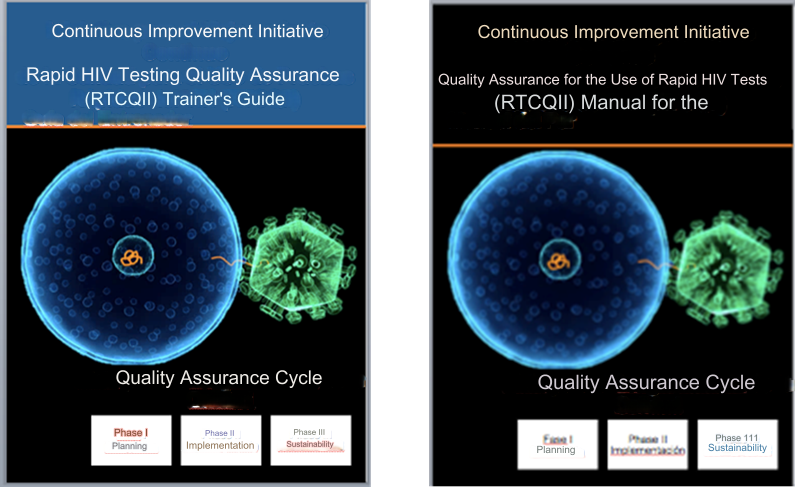 Continuous Improvement Initiative
Rapid HIV Testing Quality Assurance
(RTCQII) Trainer's Guide
Quality Assurance Cycle
Phase I
Planning
Phase II
Implementation
Phase III
Sustainability
Continuous Improvement Initiative
Quality Assurance for the Use of Rapid HIV Tests
(RTCQII) Manual for the
Quality Assurance Cycle
Fase I
Planning
Phase II
Implementación
Phase 111
Sustainability